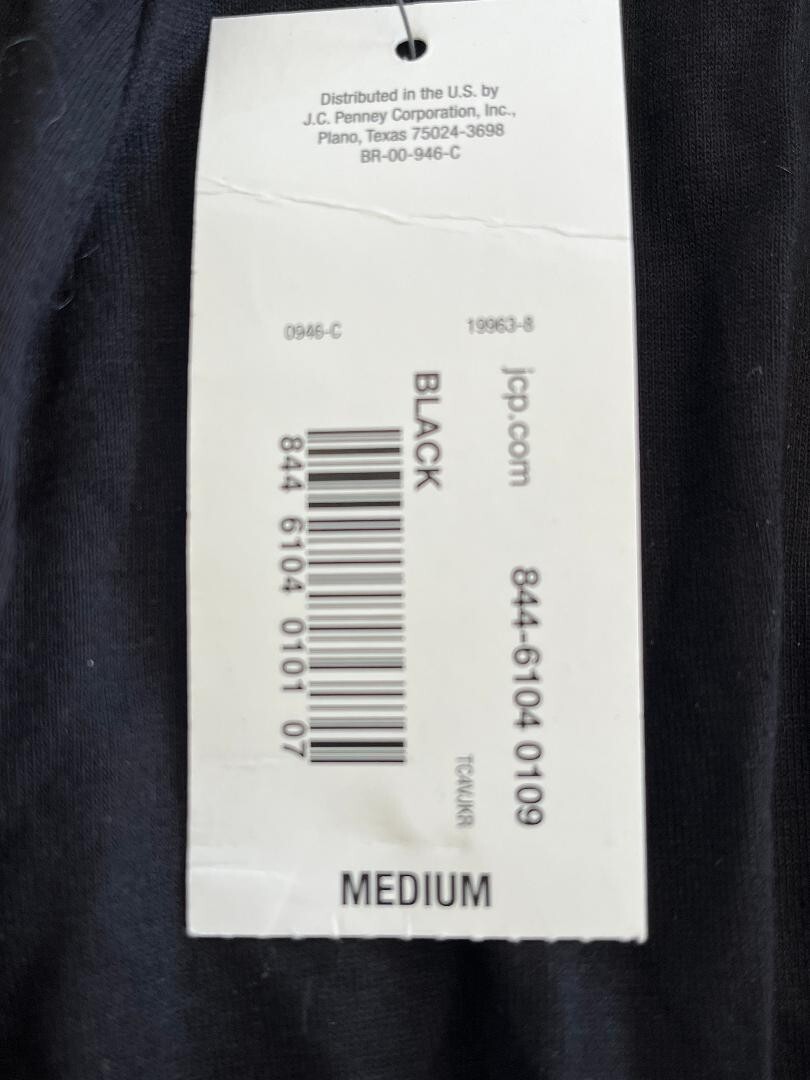 Distributed in the U.S. by
J.C. Penney Corporation, Inc.,
Plano, Texas 75024-3698
BR-00-946-C
0946-C
19963-8
jcp.com 844-6104 0109
TC4VJKR
BLACK
844 6104 0101 07
MEDIUM